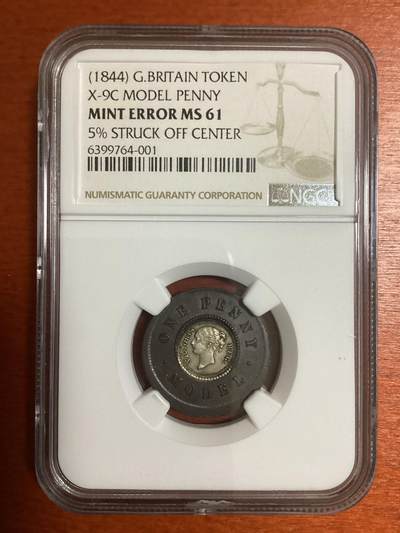 (1844) G.BRITAIN TOKEN
X-9C MODEL PENNY
MINT ERROR MS 61
5% STRUCK OFF CENTER
6399764-001
NUMISMATIC GUARANTY CORPORATION
NGC
ONE PENNY
MODEL